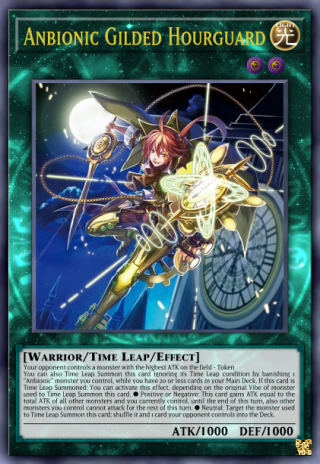 Anbionic Gilded Hourguard
LIGHT
光
[Warrior/Time Leap/Effect]
Your opponent controls a monster with the highest ATK on the field - Token
You can also Time Leap Summon this card ignoring its Time Leap condition by banishing 1
"Anbionic" monster you control, while you have 20 or less cards in your Main Deck. If this card is
Time Leap Summoned: You can activate this effect, depending on the original Vibe of monster
used to Time Leap Summon this card. ● Positive or Negative: This card gains ATK equal to the
total ATK of all other monsters you currently control, until the end of this turn, also other
monsters you control cannot attack for the rest of this turn. ● Neutral: Target the monster used
to Time Leap Summon this card; shuffle it and 1 card your opponent controls into the Deck.
ATK/1000 DEF/1000